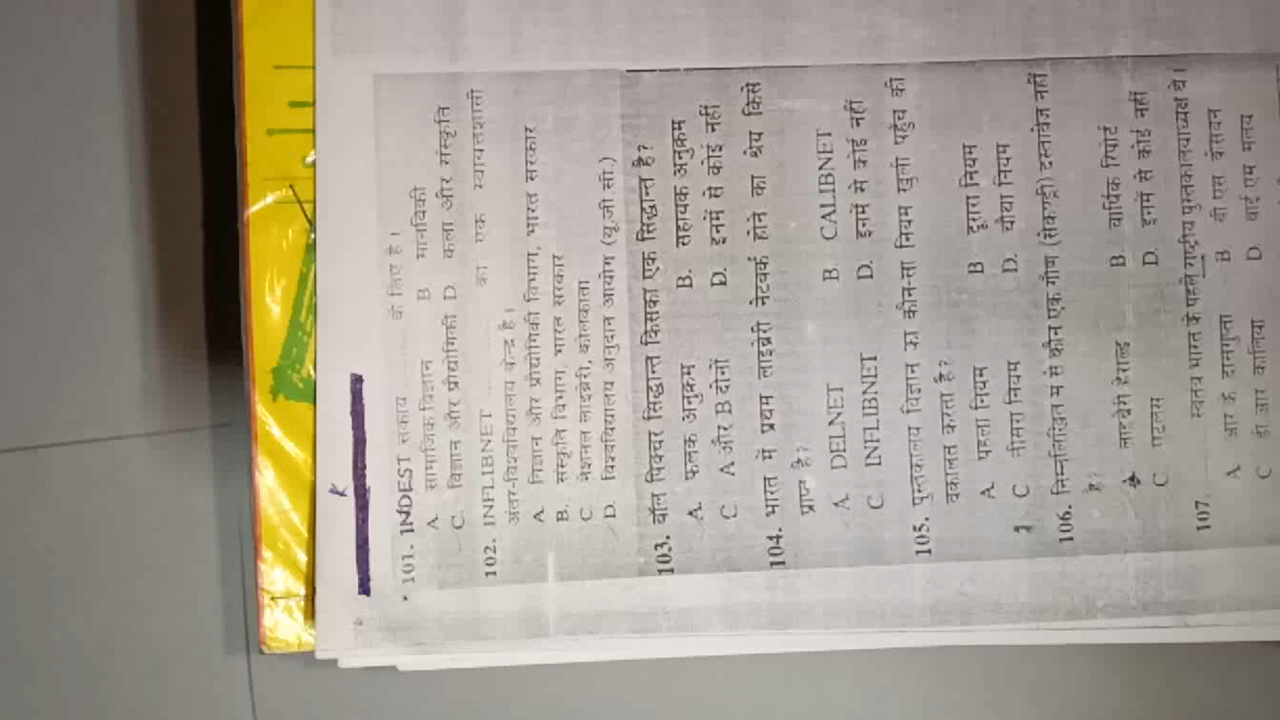 101. INDEST सकाय ........ के लिए है ।
A सामाजिक विज्ञान B मानविकी
C. विज्ञान और प्रौद्योगिकी D. कला और संस्कृति
102. INFLIBNET ........ का एक स्वायत्तशासी
अंतर-विश्वविद्यालय केन्द्र है ।
A विज्ञान और प्रौद्योगिकी विभाग, भारत सरकार
B. संस्कृति विभाग, भारत सरकार
C नेशनल लाइब्रेरी, कोलकाता
D. विश्वविद्यालय अनुदान आयोग (यू.जी.सी.)
103. वॉल पिक्चर सिद्धान्त किसका एक सिद्धान्त है ?
A. फलक अनुक्रम B. सहायक अनुक्रम
C A और B दोनों D. इनमें से कोई नहीं
104. भारत में प्रथम लाइब्रेरी नेटवर्क होने का श्रेय किसे
प्राप्त है ?
A DELNET B CALIBNET
C. INFLIBNET D. इनमें से कोई नहीं
105. पुस्तकालय विज्ञान का कौन-सा नियम खुली पहुँच की
वकालत करता है ?
A पहला नियम B दूसरा नियम
C तीसरा नियम D. चौथा नियम
106. निम्नलिखित में से कौन एक गौण (सेकण्ड्री) दस्तावेज नहीं
है ?
लाइब्रेरी हेराल्ड B. वार्षिक रिपोर्ट
C एटलस D. इनमें से कोई नहीं
107. ........ स्वतंत्र भारत के पहले राष्ट्रीय पुस्तकालयाध्यक्ष थे ।
A आर के दासगुप्ता B बी एस केसवन
C डी आर कालिया D वाई एम मुलय